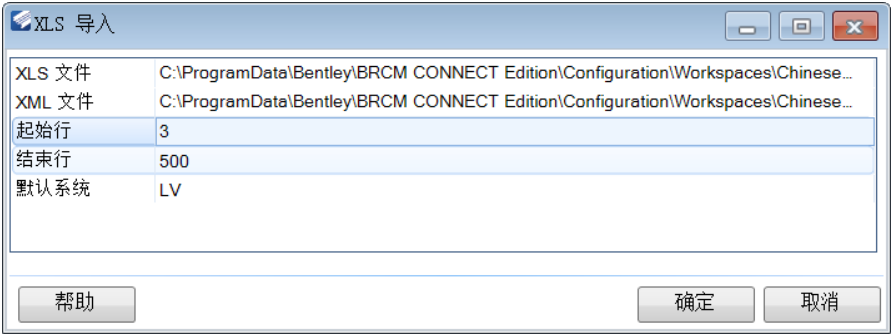 XLS 导入
XLS 文件 C:\ProgramData\Bentley\BRCM CONNECT Edition\Configuration\Workspaces\Chinese...
XML 文件 C:\ProgramData\Bentley\BRCM CONNECT Edition\Configuration\Workspaces\Chinese...
起始行 3
结束行 500
默认系统 LV
帮助 确定 取消